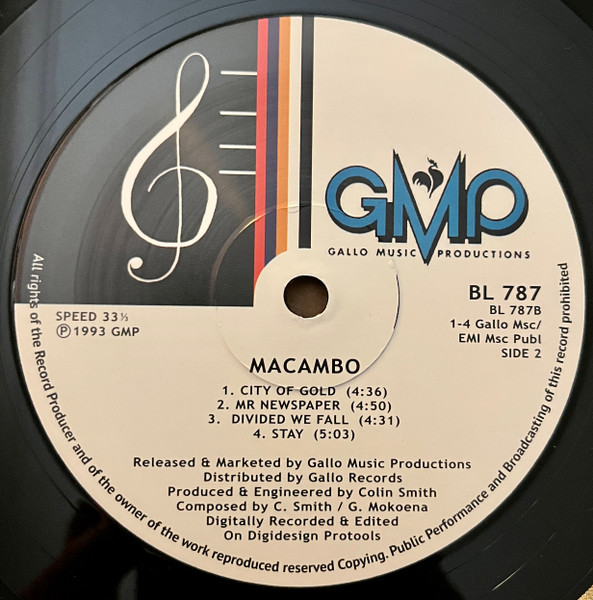 GMP
GALLO MUSIC PRODUCTIONS
BL 787
BL 787B
1-4 Gallo Msc/
EMI Msc Publ
SIDE 2
SPEED 33⅓
℗ 1993 GMP
MACAMBO
1. CITY OF GOLD (4:36)
2. MR NEWSPAPER (4:50)
3. DIVIDED WE FALL (4:31)
4. STAY (5:03)
Released & Marketed by Gallo Music Productions
Distributed by Gallo Records
Produced & Engineered by Colin Smith
Composed by C. Smith / G. Mokoena
Digitally Recorded & Edited
On Digidesign Protools
All rights of the Record Producer and of the owner of the work reproduced reserved Copying. Public Performance and Broadcasting of this record prohibited